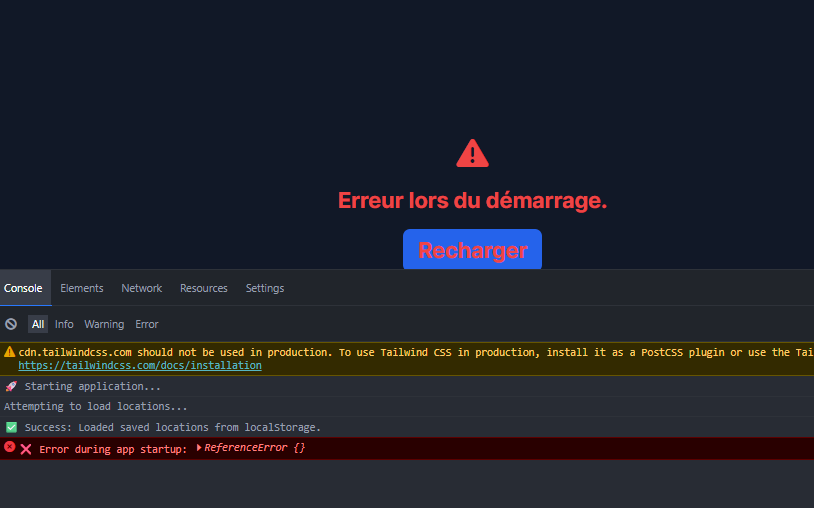 Erreur lors du démarrage.
Recharger
Console Elements Network Resources Settings
All Info Warning Error
cdn.tailwindcss.com should not be used in production. To use Tailwind CSS in production, install it as a PostCSS plugin or use the Tai
https://tailwindcss.com/docs/installation
🚀 Starting application...
Attempting to load locations...
✅ Success: Loaded saved locations from localStorage.
❌ Error during app startup: ▶ ReferenceError {}